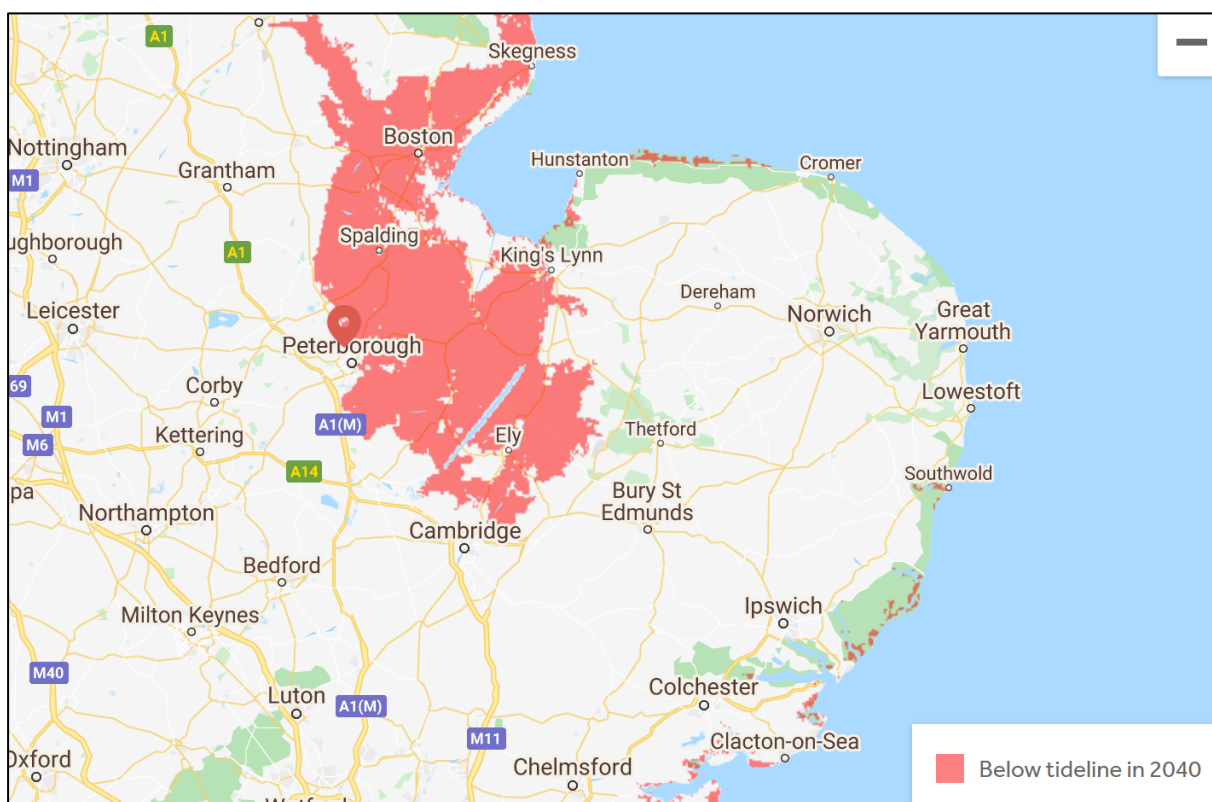 A1
Skegness
Boston
Nottingham
Hunstanton
Cromer
Grantham
M1
ughborough
Spalding
A1
King's Lynn
Dereham
Leicester
Norwich
Great
Yarmouth
Peterborough
69
Corby
Lowestoft
M1
A1(M)
Kettering
M6
Ely
Thetford
A14
Southwold
pa
Bury St
Edmunds
Northampton
Cambridge
Bedford
Milton Keynes
Ipswich
M40
Luton
A1(M)
Colchester
M11
Clacton-on-Sea
Oxford
Chelmsford
Below tideline in 2040
Watford